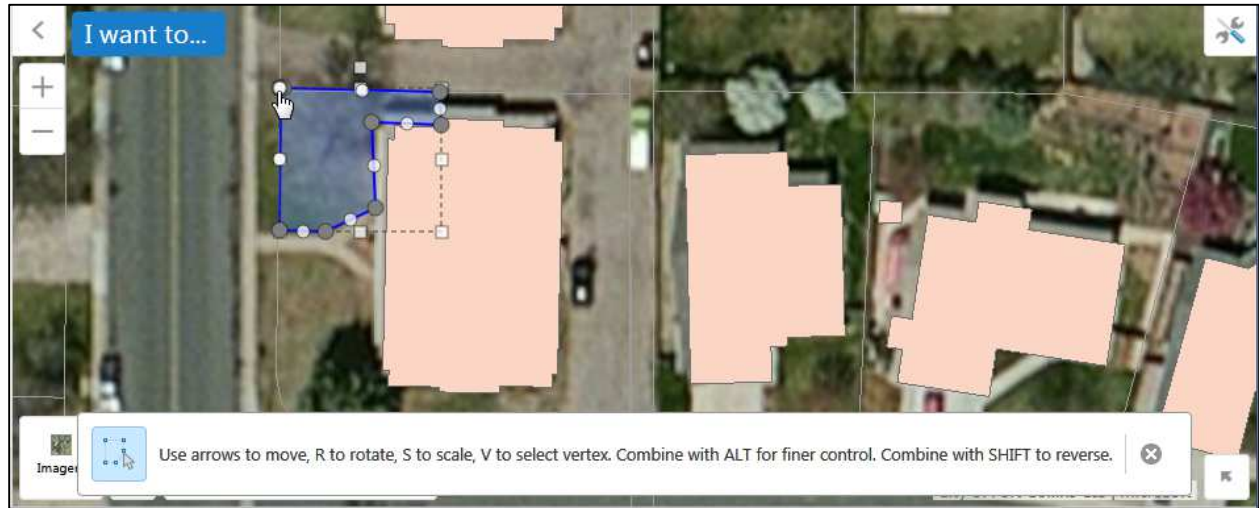 I want to...
Use arrows to move, R to rotate, S to scale, V to select vertex. Combine with ALT for finer control. Combine with SHIFT to reverse.